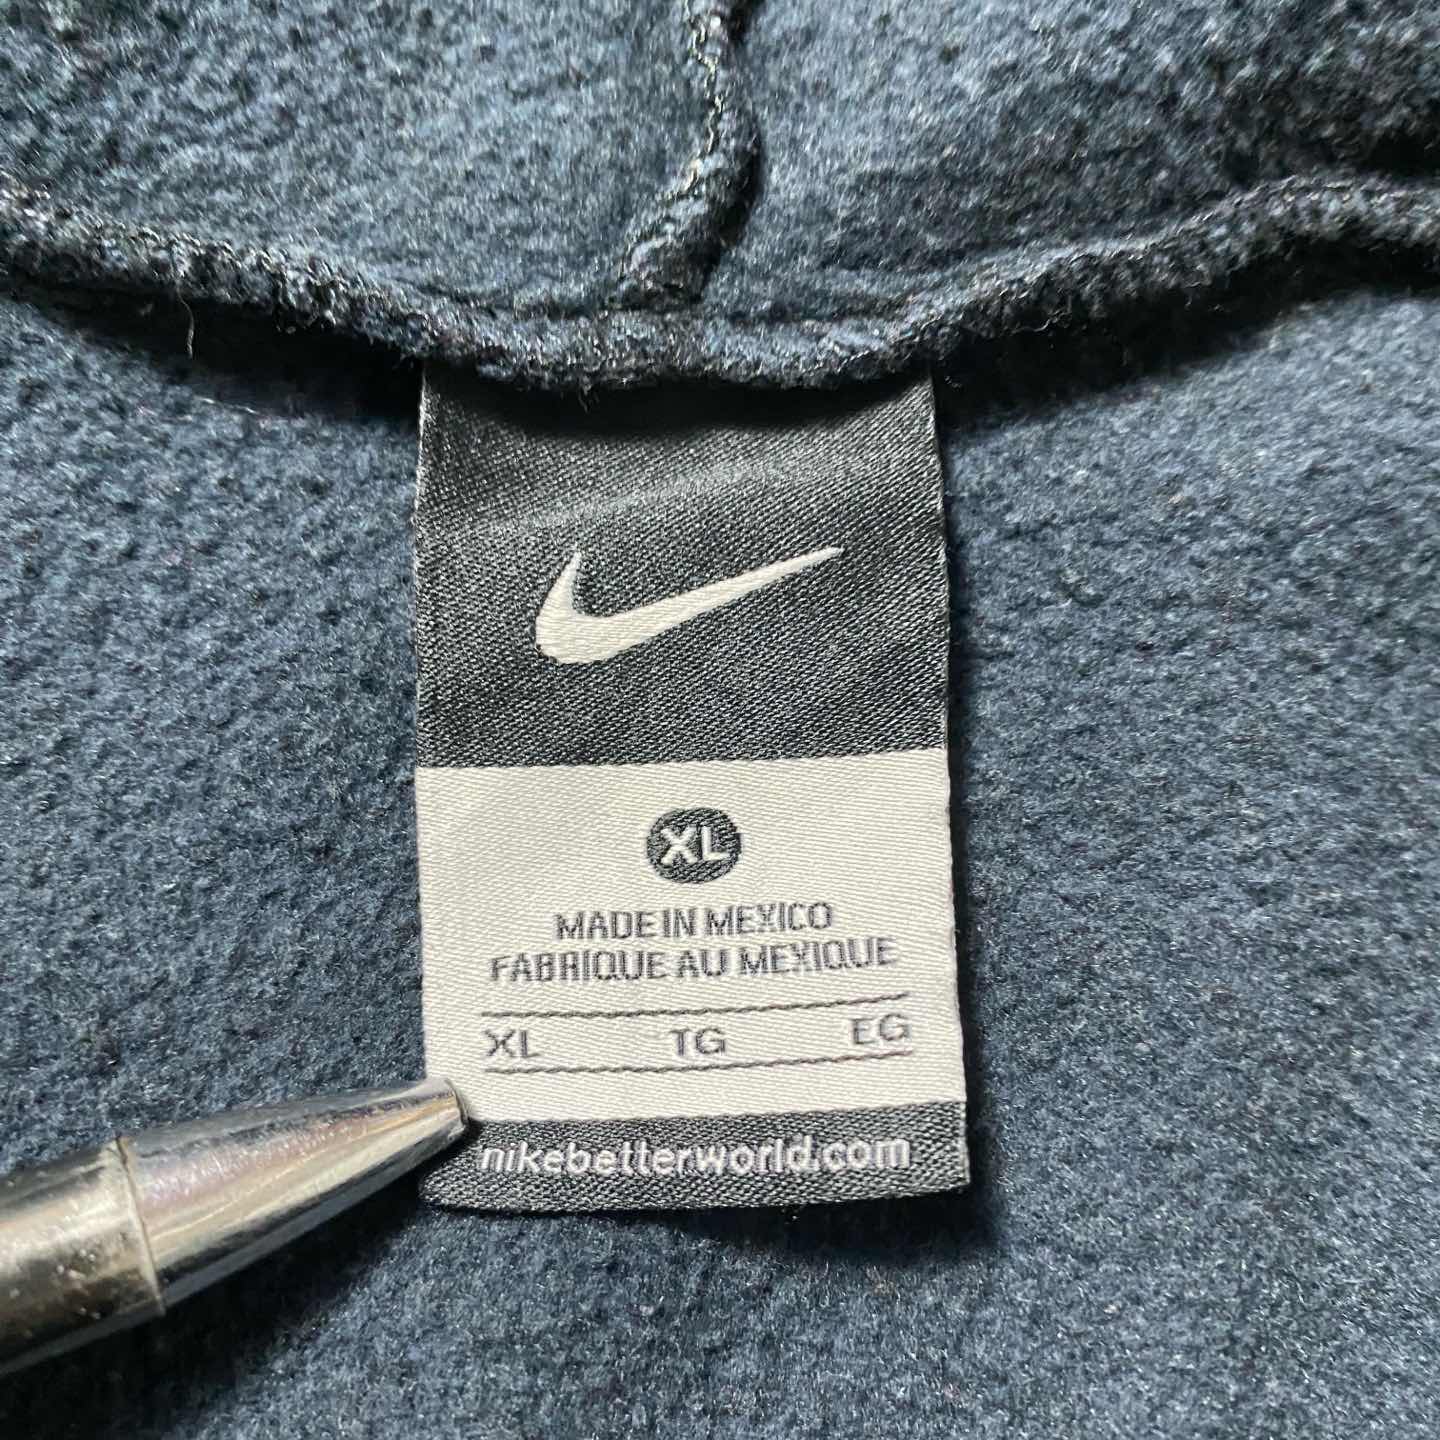 XL
MADE IN MEXICO
FABRIQUE AU MEXIQUE
XL TG EG
nikebetterworld.com